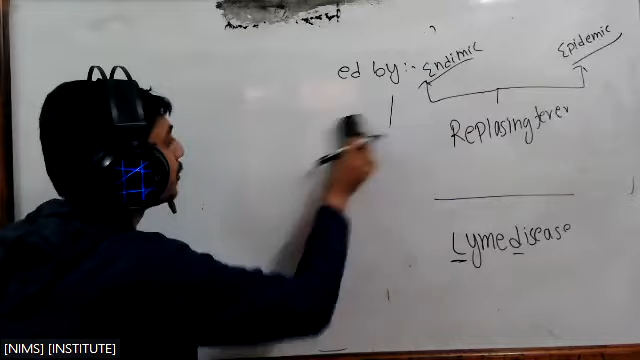 ed by :- Endimic Epidemic
Replasing fever
Lyme disease
[NIMS] [INSTITUTE]